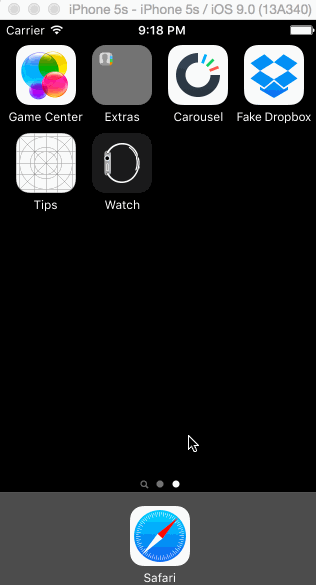 iPhone 5s - iPhone 5s / iOS 9.0 (13A340)
Carrier 9:18 PM
Game Center Extras Carousel Fake Dropbox
Tips Watch
Safari